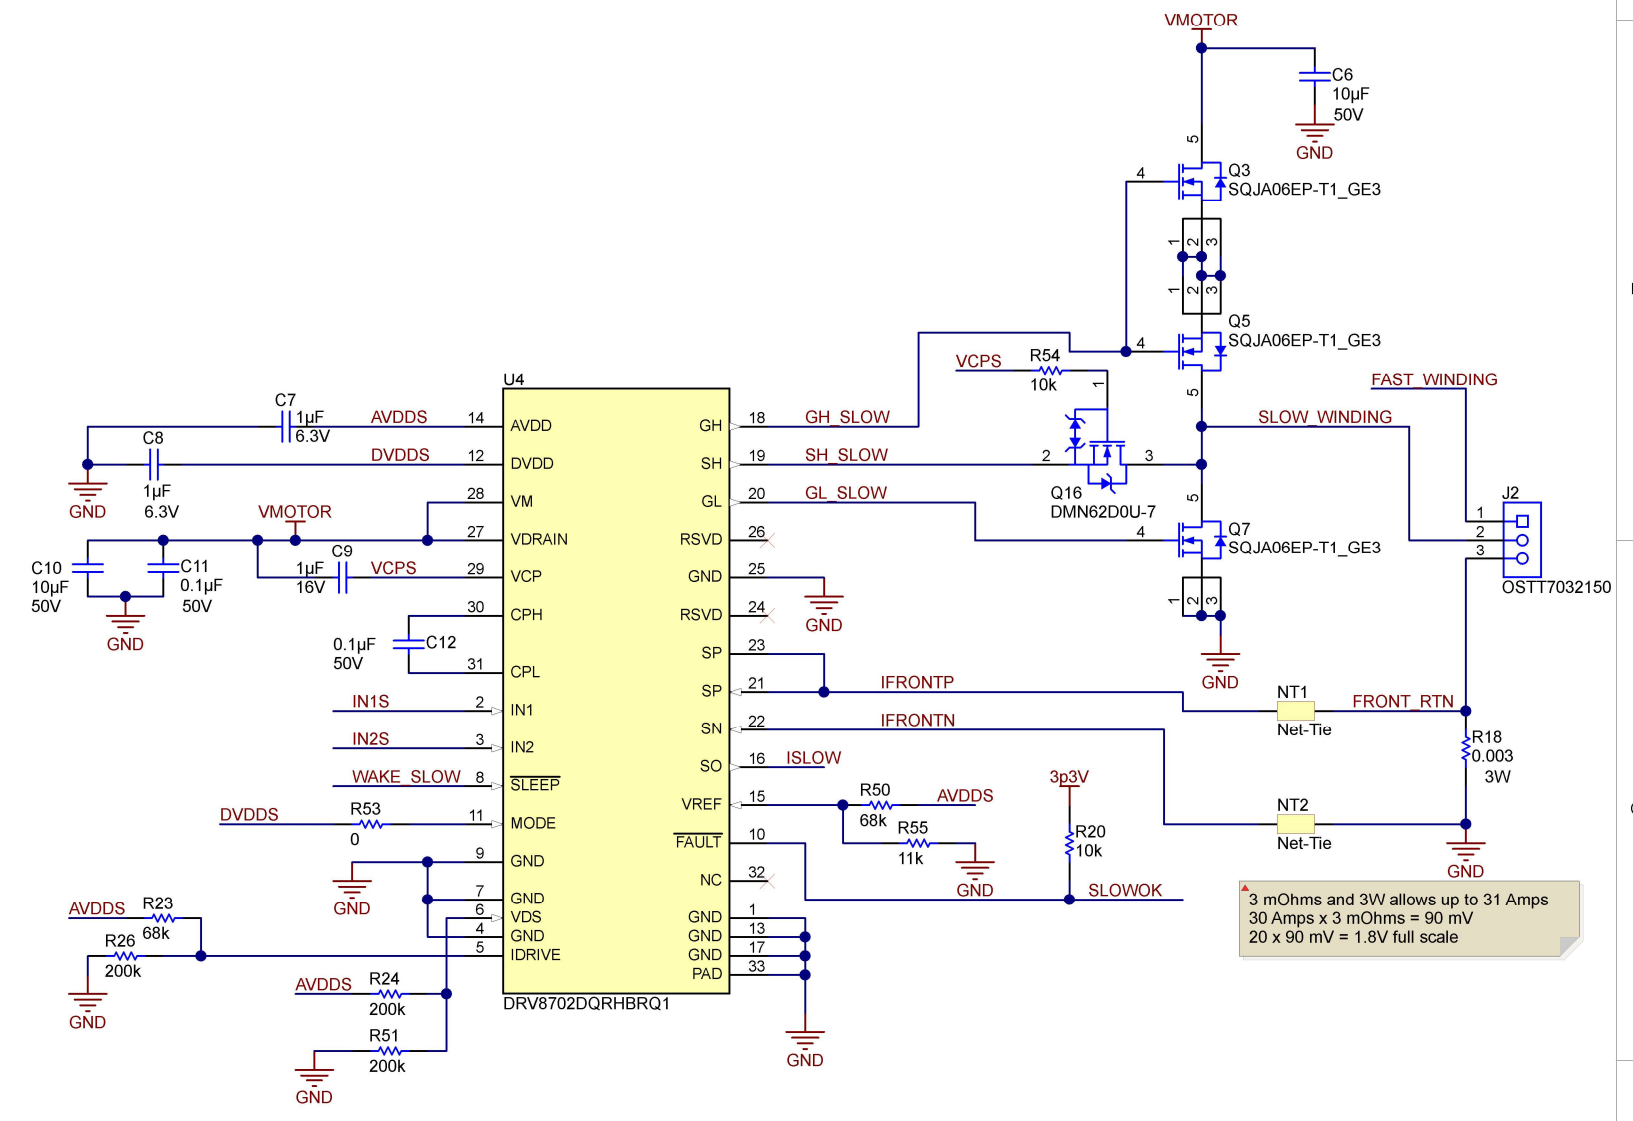 VMOTOR
C6
10µF
50V
GND
5
4
Q3
SQJA06EP-T1_GE3
1
2
3
1
2
3
Q5
SQJA06EP-T1_GE3
4
5
VCPS
R54
10k
1
FAST_WINDING
SLOW_WINDING
U4
C7
1µF
6.3V
AVDDS
14
AVDD
GH
18
GH_SLOW
C8
1µF
6.3V
DVDDS
12
DVDD
SH
19
SH_SLOW
2
3
GND
28
VM
GL
20
GL_SLOW
Q16
DMN62D0U-7
5
4
Q7
SQJA06EP-T1_GE3
J2
1
2
3
OSTT7032150
VMOTOR
27
VDRAIN
RSVD
26
C10
10µF
50V
C11
0.1µF
50V
C9
1µF
16V
VCPS
29
VCP
GND
25
GND
1
2
3
GND
GND
30
CPH
RSVD
24
0.1µF
50V
C12
31
CPL
SP
23
SP
21
IFRONTP
NT1
Net-Tie
FRONT_RTN
IN1S
2
IN1
SN
22
IFRONTN
R18
0.003
3W
IN2S
3
IN2
SO
16
ISLOW
WAKE_SLOW
8
SLEEP
VREF
15
R50
68k
AVDDS
3p3V
NT2
Net-Tie
DVDDS
R53
0
11
MODE
FAULT
10
R55
11k
GND
R20
10k
GND
9
GND
GND
NC
32
SLOWOK
7
GND
6
VDS
4
GND
5
IDRIVE
GND
1
GND
13
GND
17
PAD
33
GND
AVDDS
R23
68k
R26
200k
GND
AVDDS
R24
200k
R51
200k
GND
DRV8702DQRHBRQ1
3 mOhms and 3W allows up to 31 Amps
30 Amps x 3 mOhms = 90 mV
20 x 90 mV = 1.8V full scale